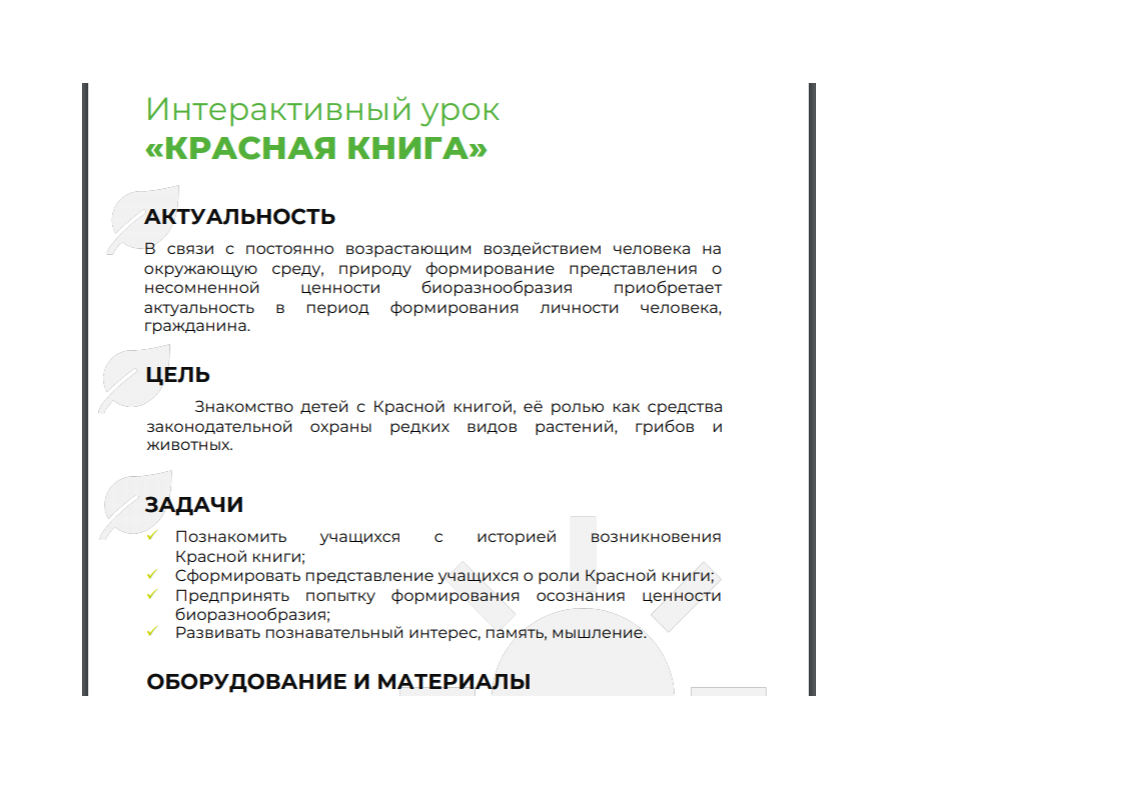 Интерактивный урок
«КРАСНАЯ КНИГА»
АКТУАЛЬНОСТЬ
В связи с постоянно возрастающим воздействием человека на
окружающую среду, природу формирование представления о
несомненной ценности биоразнообразия приобретает
актуальность в период формирования личности человека,
гражданина.
ЦЕЛЬ
Знакомство детей с Красной книгой, её ролью как средства
законодательной охраны редких видов растений, грибов и
животных.
ЗАДАЧИ
✓ Познакомить учащихся с историей возникновения
Красной книги;
✓ Сформировать представление учащихся о роли Красной книги;
✓ Предпринять попытку формирования осознания ценности
биоразнообразия;
✓ Развивать познавательный интерес, память, мышление.
ОБОРУДОВАНИЕ И МАТЕРИАЛЫ